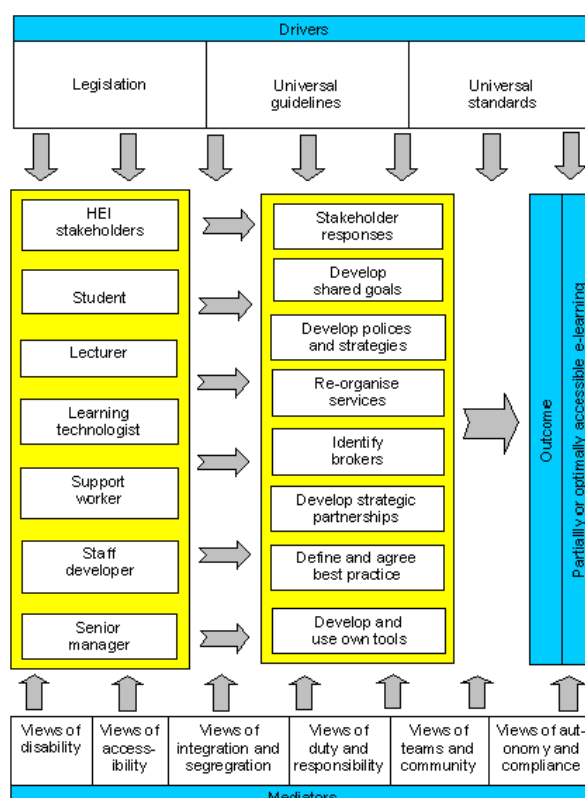 Drivers
Legislation
Universal
guidelines
Universal
standards
HEI
stakeholders
Student
Lecturer
Learning
technologist
Support
worker
Staff
developer
Senior
manager
Stakeholder
responses
Develop
shared goals
Develop polices
and strategies
Re-organise
services
Identify
brokers
Develop strategic
partnerships
Define and agree
best practice
Develop and
use own tools
Outcome
Partially or optimally accessible e-learning
Views of
disability
Views of
access-
ibility
Views of
integration and
segregration
Views of
duty and
responsibility
Views of
teams and
community
Views of aut-
onomy and
compliance
Mediators